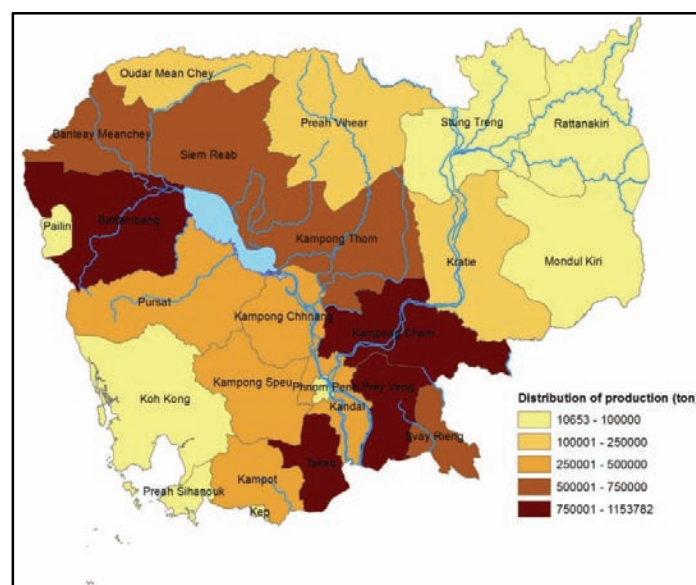 Oudar Mean Chey
Banteay Meanchey
Preah Vihear
Stung Treng
Rattanakiri
Siem Reab
Battambang
Pailin
Kampong Thom
Kratie
Mondul Kiri
Pursat
Kampong Chhnang
Kampong Cham
Kampong Speu
Phnom Penh
Prey Veng
Koh Kong
Kandal
Svay Rieng
Takeo
Preah Sihanouk
Kampot
Kep
Distribution of production (ton)
10653 - 100000
100001 - 250000
250001 - 500000
500001 - 750000
750001 - 1153782